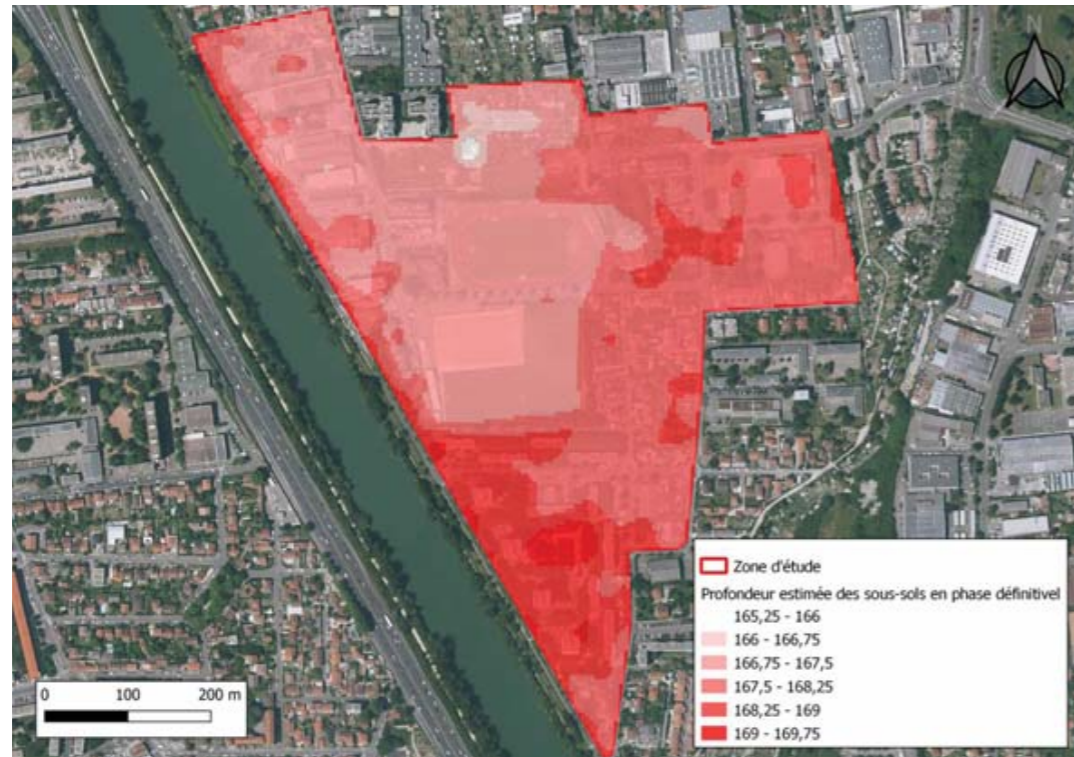 N
Zone d'étude
Profondeur estimée des sous-sols en phase définitivel
165,25 - 166
166 - 166,75
166,75 - 167,5
167,5 - 168,25
168,25 - 169
169 - 169,75
0 100 200 m